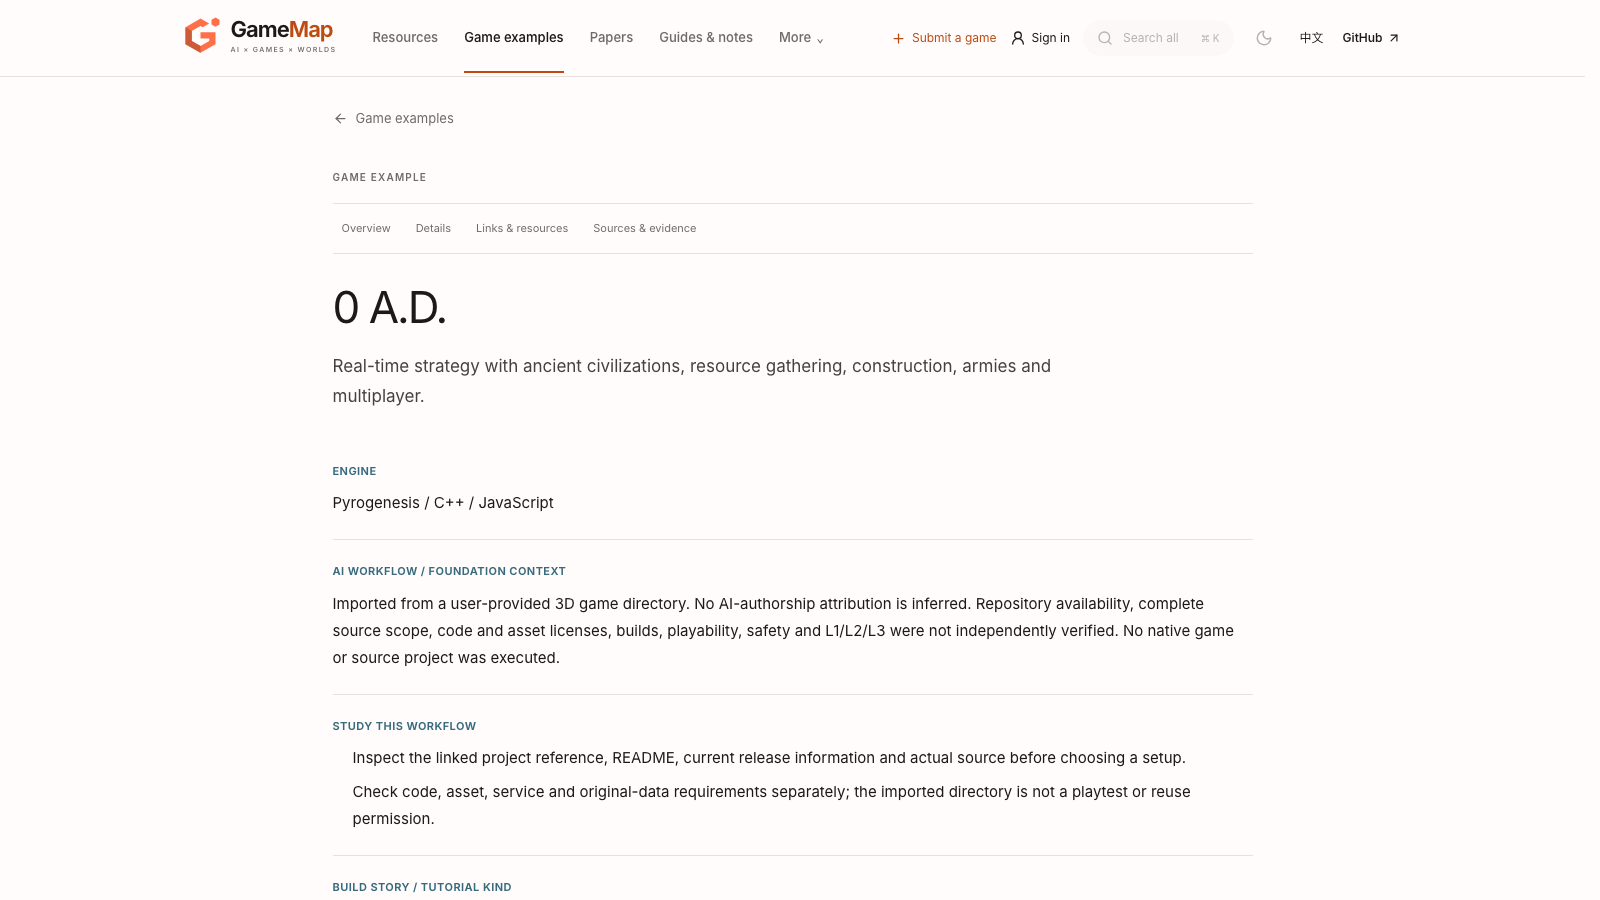 GameMap
AI × GAMES × WORLDS
Resources
Game examples
Papers
Guides & notes
More
Submit a game
Sign in
Search all
⌘ K
中文
GitHub
Game examples
GAME EXAMPLE
Overview
Details
Links & resources
Sources & evidence
0 A.D.
Real-time strategy with ancient civilizations, resource gathering, construction, armies and
multiplayer.
ENGINE
Pyrogenesis / C++ / JavaScript
AI WORKFLOW / FOUNDATION CONTEXT
Imported from a user-provided 3D game directory. No AI-authorship attribution is inferred. Repository availability, complete
source scope, code and asset licenses, builds, playability, safety and L1/L2/L3 were not independently verified. No native game
or source project was executed.
STUDY THIS WORKFLOW
Inspect the linked project reference, README, current release information and actual source before choosing a setup.
Check code, asset, service and original-data requirements separately; the imported directory is not a playtest or reuse
permission.
BUILD STORY / TUTORIAL KIND